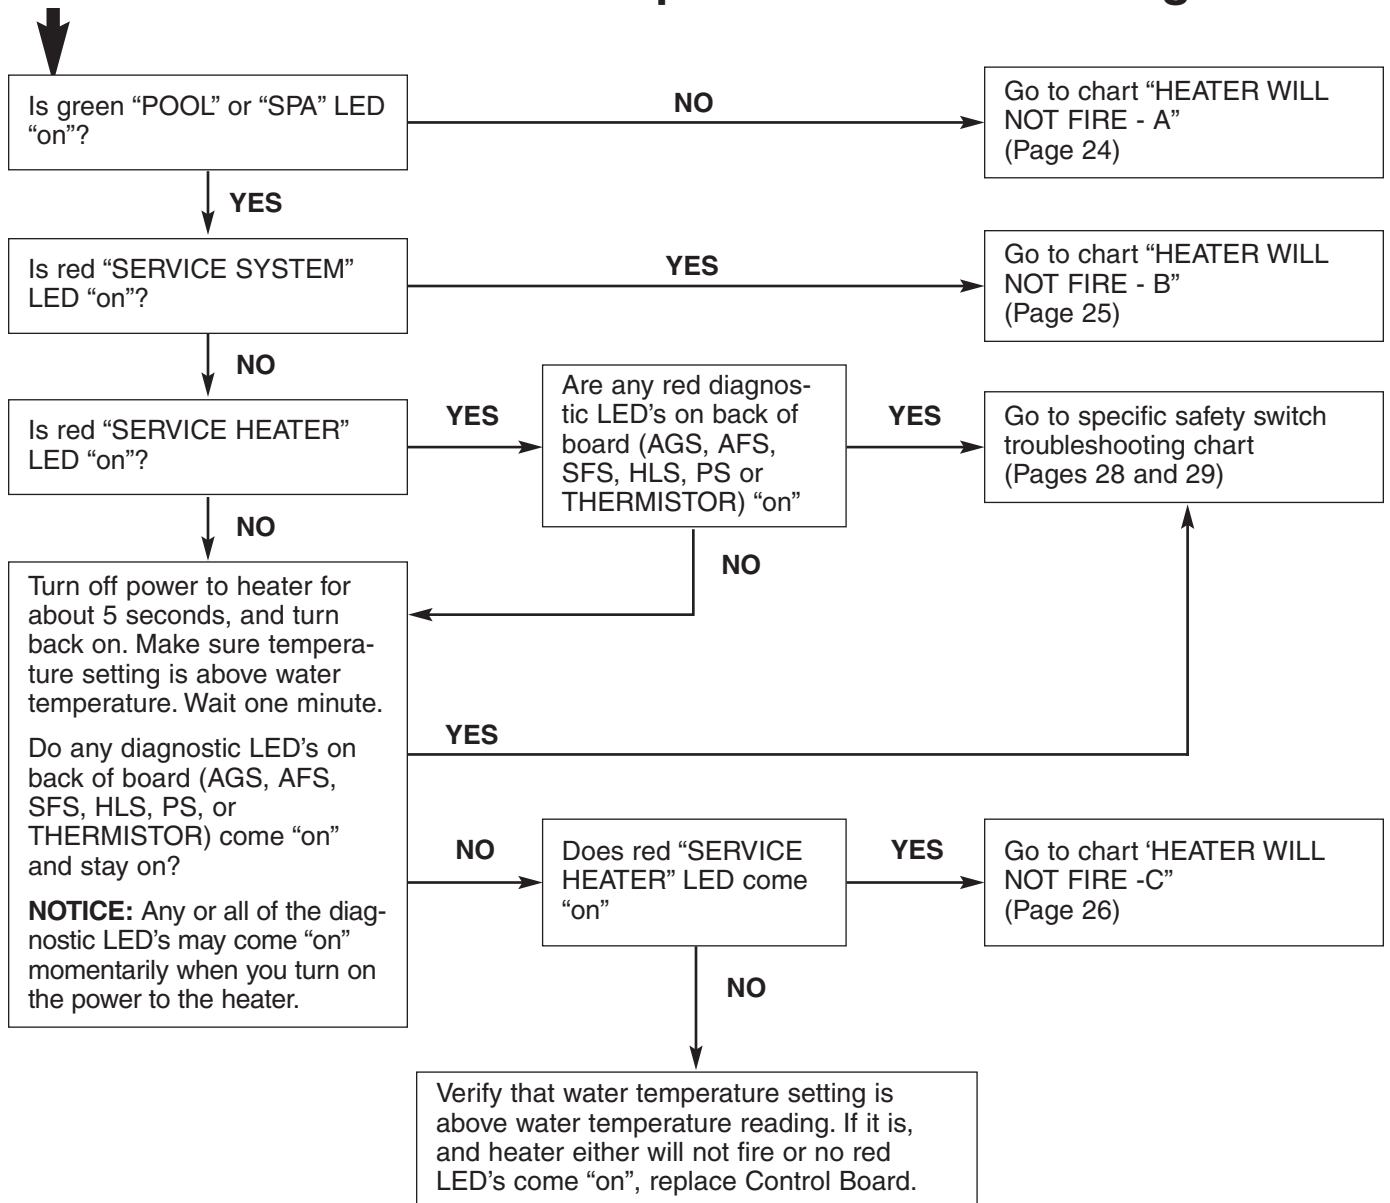 Is green “POOL” or “SPA” LED
“on”?
NO
Go to chart “HEATER WILL
NOT FIRE - A”
(Page 24)
YES
Is red “SERVICE SYSTEM”
LED “on”?
YES
Go to chart “HEATER WILL
NOT FIRE - B”
(Page 25)
NO
Is red “SERVICE HEATER”
LED “on”?
YES
Are any red diagnos-
tic LED’s on back of
board (AGS, AFS,
SFS, HLS, PS or
THERMISTOR) “on”
YES
Go to specific safety switch
troubleshooting chart
(Pages 28 and 29)
NO
NO
Turn off power to heater for
about 5 seconds, and turn
back on. Make sure tempera-
ture setting is above water
temperature. Wait one minute.
Do any diagnostic LED’s on
back of board (AGS, AFS,
SFS, HLS, PS, or
THERMISTOR) come “on”
and stay on?
NOTICE: Any or all of the diag-
nostic LED’s may come “on”
momentarily when you turn on
the power to the heater.
YES
NO
Does red “SERVICE
HEATER” LED come
“on”
YES
Go to chart ‘HEATER WILL
NOT FIRE -C”
(Page 26)
NO
Verify that water temperature setting is
above water temperature reading. If it is,
and heater either will not fire or no red
LED’s come “on”, replace Control Board.